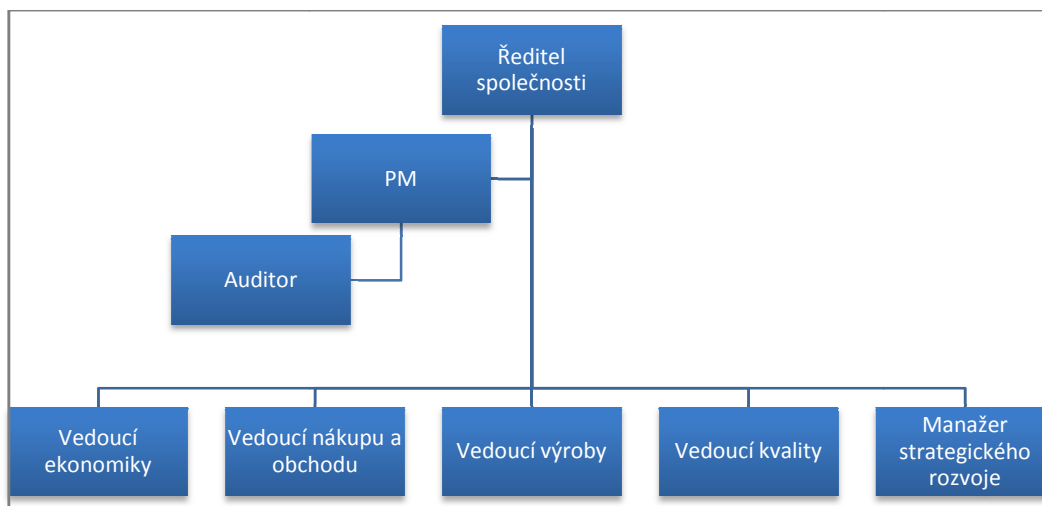 Ředitel
společnosti
PM
Auditor
Vedoucí
ekonomiky
Vedoucí nákupu a
obchodu
Vedoucí výroby
Vedoucí kvality
Manažer
strategického
rozvoje